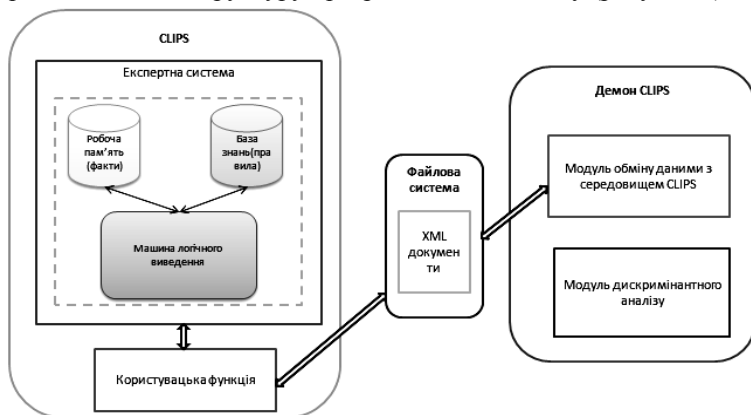 CLIPS
Експертна система
Робоча
пам'ять
(факти)
База
знань(пра
вила)
Машина логічного
виведення
Користувацька функція
Файлова
система
XML
докумен
ти
Демон CLIPS
Модуль обміну даними з
середовищем CLIPS
Модуль дискримінантного
аналізу